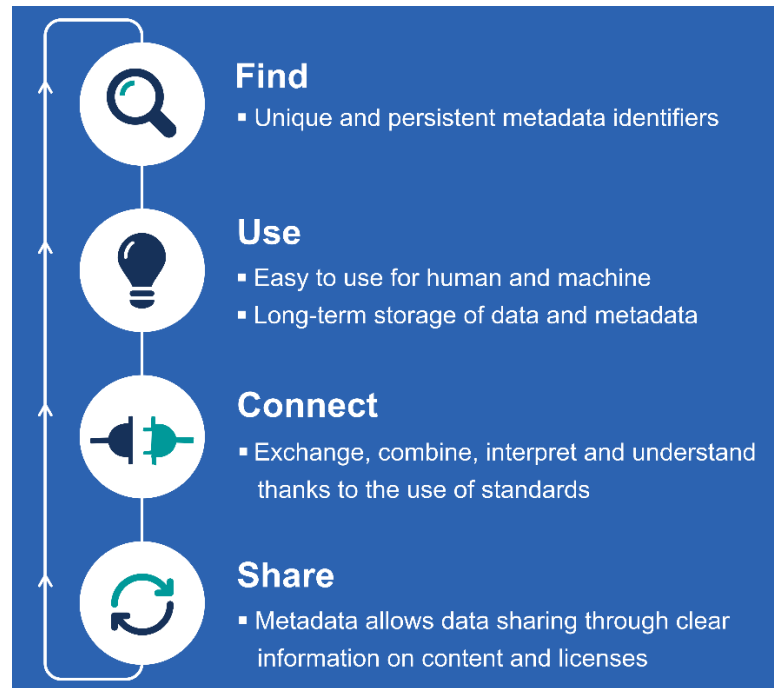 Find
▪ Unique and persistent metadata identifiers
Use
▪ Easy to use for human and machine
▪ Long-term storage of data and metadata
Connect
▪ Exchange, combine, interpret and understand
thanks to the use of standards
Share
▪ Metadata allows data sharing through clear
information on content and licenses